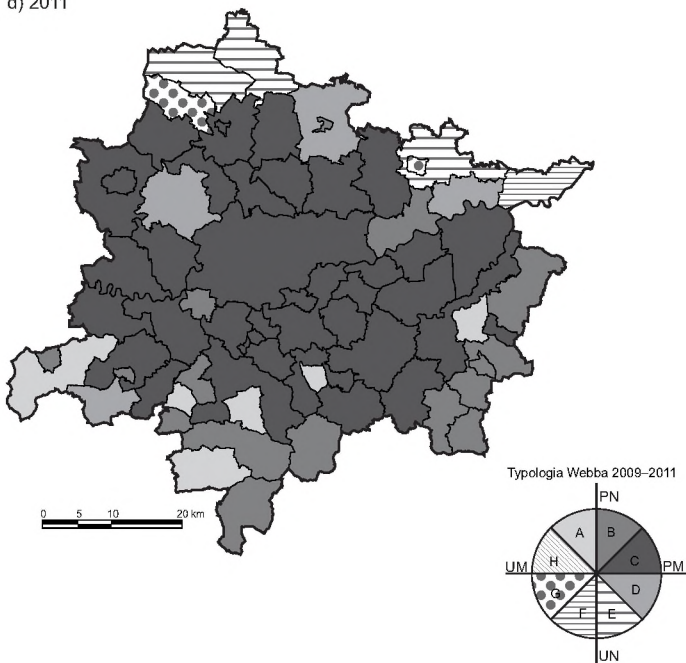 d) 2011
Typologia Webba 2009–2011
PN
A B
H C
UM PM
G D
F E
UN
0 5 10 20 km